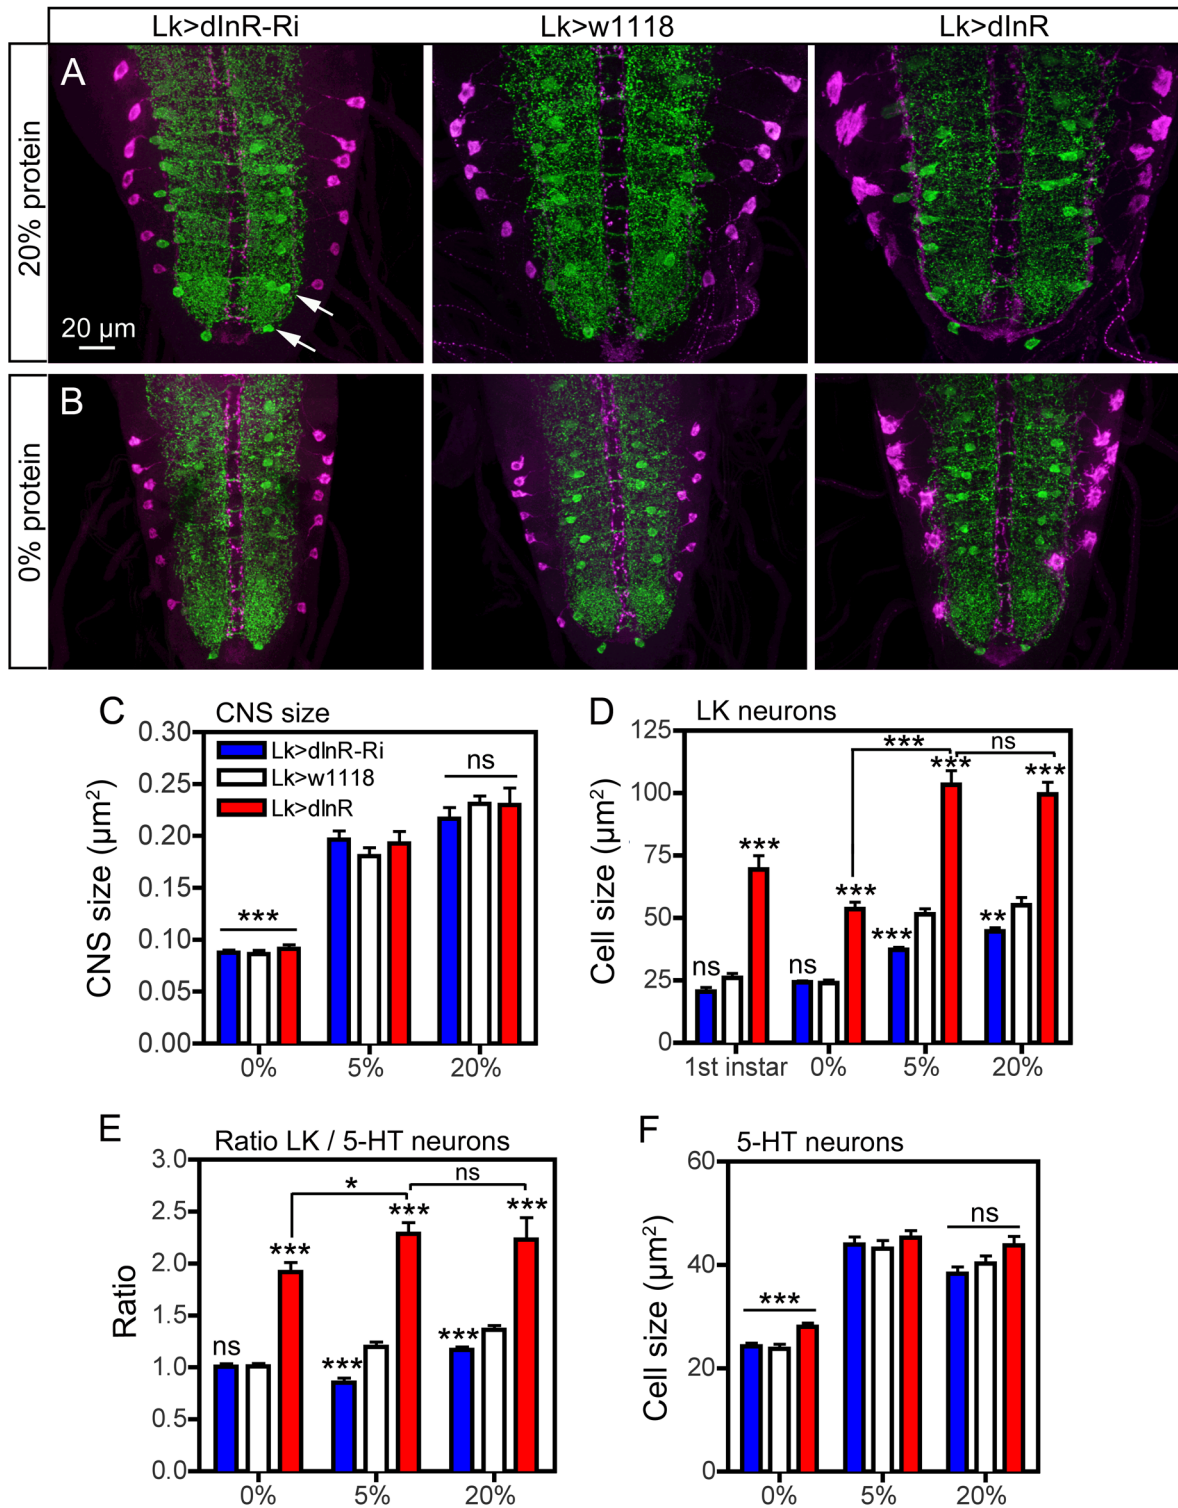 Lk>dInR-Ri Lk>w1118 Lk>dInR
20% protein
A
20 µm
0% protein
B
C CNS size
CNS size (µm²)
0.30
0.25
0.20
0.15
0.10
0.05
0.00
Lk>dInR-Ri
Lk>w1118
Lk>dInR
***
ns
0% 5% 20%
D LK neurons
Cell size (µm²)
125
100
75
50
25
0
ns ***
ns *** ***
*** ***
** ***
*** ns
1st instar 0% 5% 20%
E Ratio LK / 5-HT neurons
Ratio
3.0
2.5
2.0
1.5
1.0
0.5
0.0
ns ***
*** ***
*** ***
* ns
0% 5% 20%
F 5-HT neurons
Cell size (µm²)
60
40
20
0
***
ns
0% 5% 20%